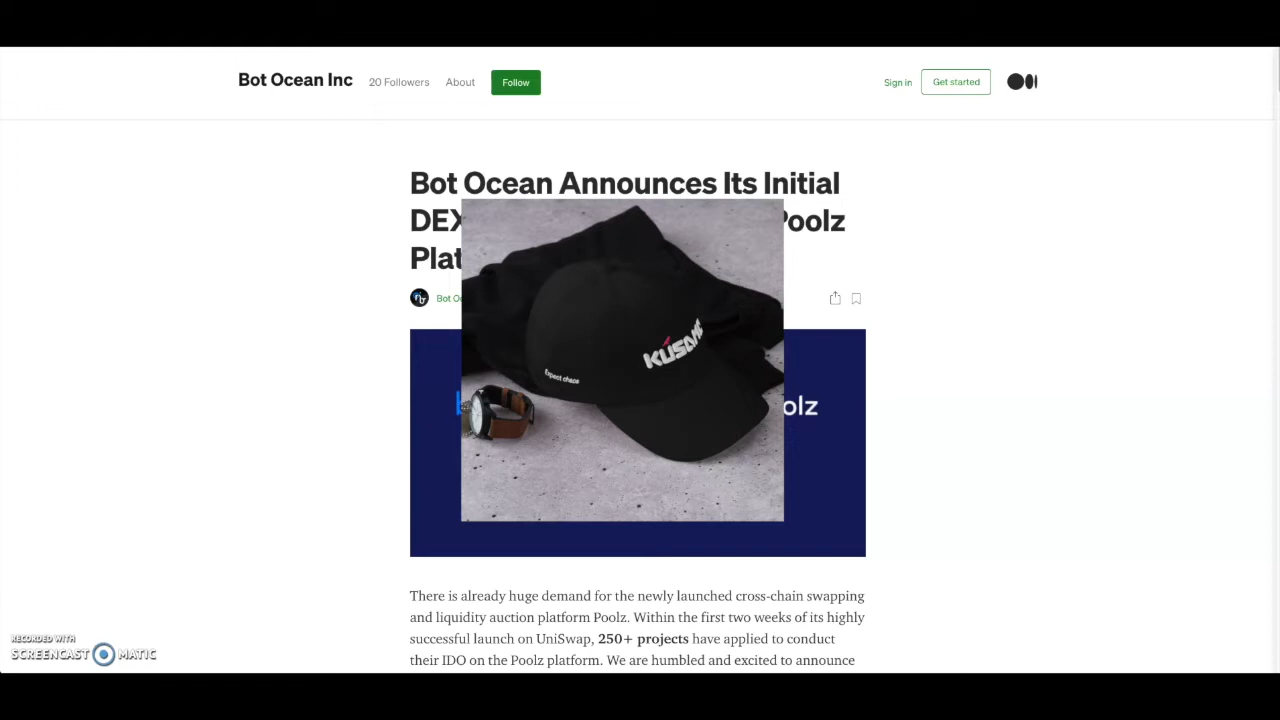 Bot Ocean Inc
20 Followers
About
Follow
Sign in
Get started
Bot Ocean Announces Its Initial
DEX Poolz
Bot
KUSAMA
Expect chaos
olz
There is already huge demand for the newly launched cross-chain swapping
and liquidity auction platform Poolz. Within the first two weeks of its highly
successful launch on UniSwap, 250+ projects have applied to conduct
their IDO on the Poolz platform. We are humbled and excited to announce
RECORDED WITH
SCREENCAST MATIC